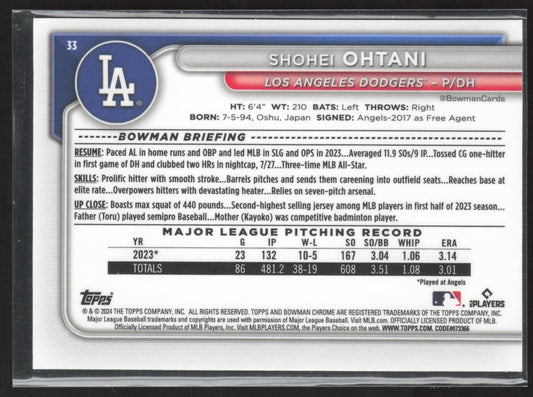 33
LA
SHOHEI OHTANI
LOS ANGELES DODGERS™ – P/DH
@BowmanCards
HT: 6'4" WT: 210 BATS: Left THROWS: Right
BORN: 7-5-94, Oshu, Japan SIGNED: Angels-2017 as Free Agent
BOWMAN BRIEFING
RESUME: Paced AL in home runs and OBP and led MLB in SLG and OPS in 2023...Averaged 11.9 SOs/9 IP...Tossed CG one-hitter
in first game of DH and clubbed two HRs in nightcap, 7/27...Three-time MLB All-Star.
SKILLS: Prolific hitter with smooth stroke...Barrels pitches and sends them careening into outfield seats...Reaches base at
elite rate...Overpowers hitters with devastating heater...Relies on seven-pitch arsenal.
UP CLOSE: Boasts max squat of 440 pounds...Second-highest selling jersey among MLB players in first half of 2023 season...
Father (Toru) played semipro Baseball...Mother (Kayoko) was competitive badminton player.
MAJOR LEAGUE PITCHING RECORD
YR G IP W-L SO SO/BB WHIP ERA
2023* 23 132 10-5 167 3.04 1.06 3.14
TOTALS 86 481.2 38-19 608 3.51 1.08 3.01
*Played at Angels
Topps
PLAYERS
® & © 2024 THE TOPPS COMPANY, INC. TOPPS AND BOWMAN CHROME ARE REGISTERED TRADEMARKS OF THE TOPPS COMPANY, INC.
Major League Baseball trademarks and copyrights are used with permission of Major League Baseball. Visit MLB.com. OFFICIALLY LICENSED PRODUCT OF
Officially Licensed Product of MLB Players, Inc. Visit MLBPLAYERS.com, the Players Choice on the web. WWW.TOPPS.COM CODE#073366